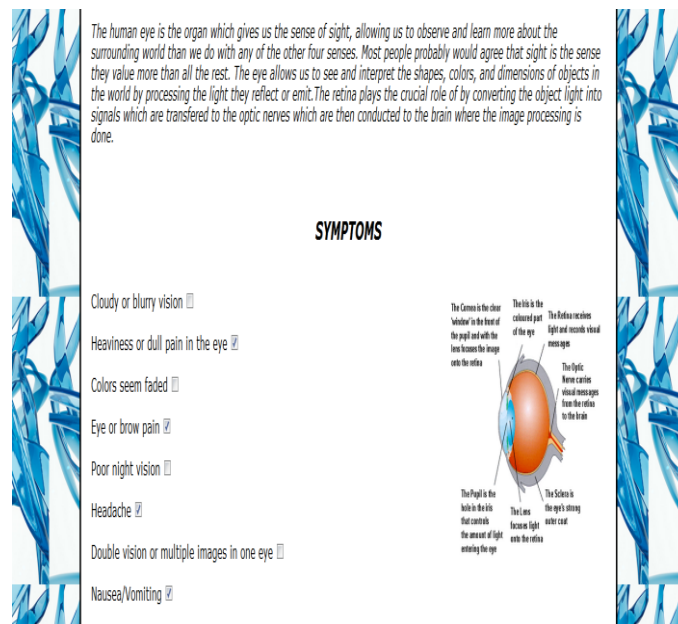 The human eye is the organ which gives us the sense of sight, allowing us to observe and learn more about the
surrounding world than we do with any of the other four senses. Most people probably would agree that sight is the sense
they value more than all the rest. The eye allows us to see and interpret the shapes, colors, and dimensions of objects in
the world by processing the light they reflect or emit.The retina plays the crucial role of by converting the object light into
signals which are transfered to the optic nerves which are then conducted to the brain where the image processing is
done.
SYMPTOMS
Cloudy or blurry vision
Heaviness or dull pain in the eye
Colors seem faded
Eye or brow pain
Poor night vision
Headache
Double vision or multiple images in one eye
Nausea/Vomiting
The Cornea is the clear
'window' in the front of
the pupil and with the
lens focuses the image
onto the retina
The Iris is the
coloured part
of the eye
The Retina receives
light and records visual
messages
The Optic
Nerve carries
visual messages
from the retina
to the brain
The Pupil is the
hole in the iris
that controls
the amount of light
entering the eye
The Lens
focuses light
onto the retina
The Sclera is
the eye's strong
outer coat